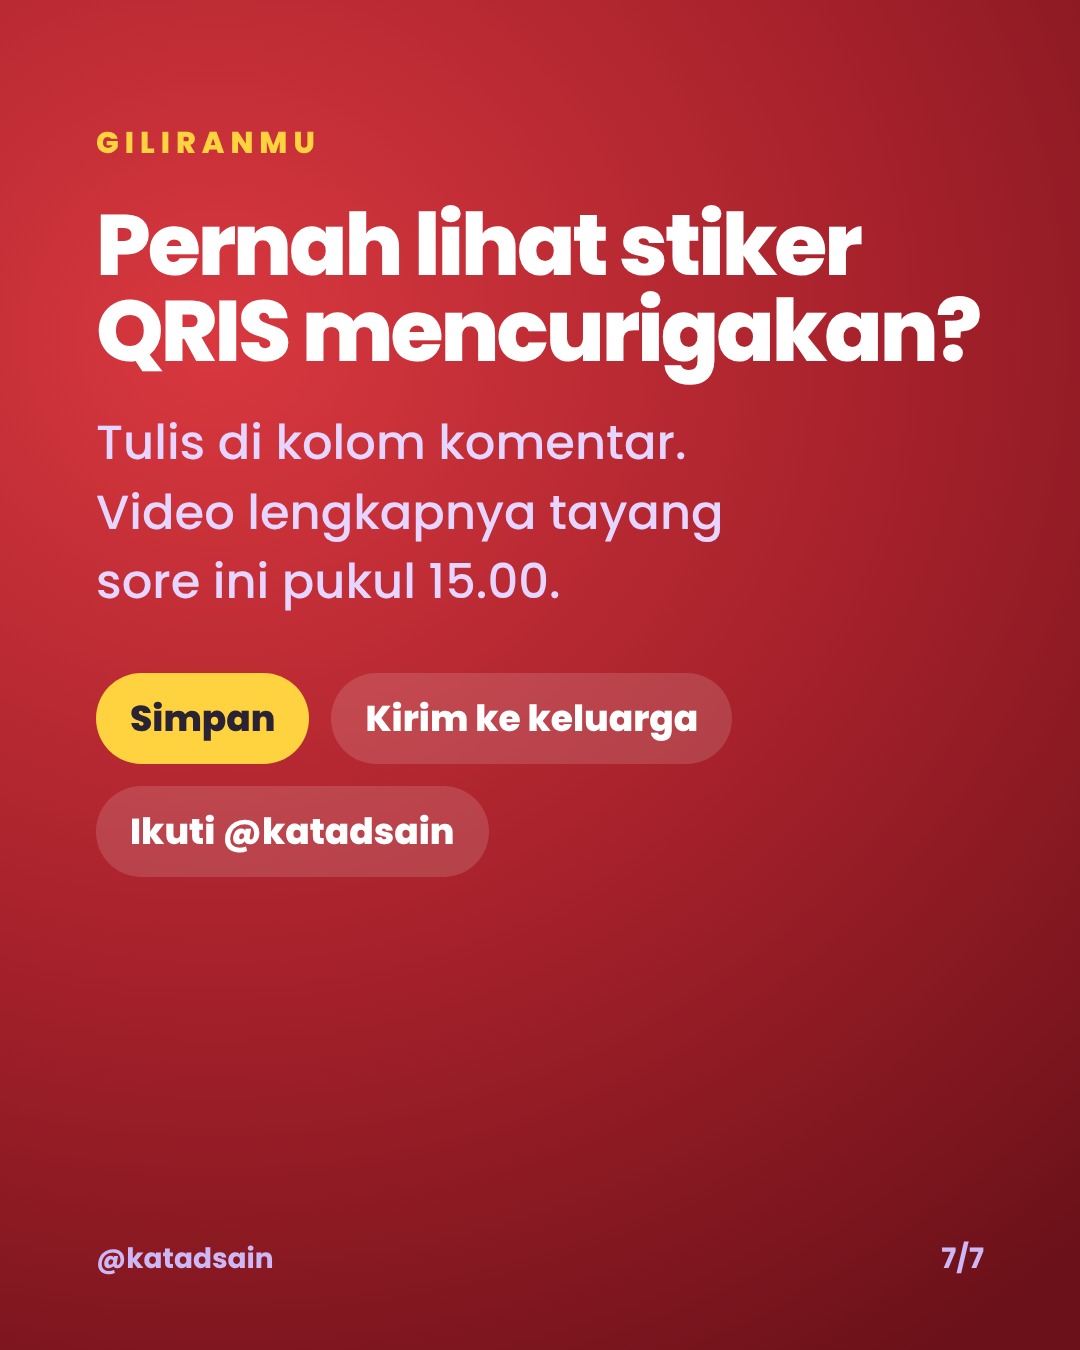 GILIRANMU
Pernah lihat stiker
QRIS mencurigakan?
Tulis di kolom komentar.
Video lengkapnya tayang
sore ini pukul 15.00.
Simpan
Kirim ke keluarga
Ikuti @katadsain
@katadsain
7/7